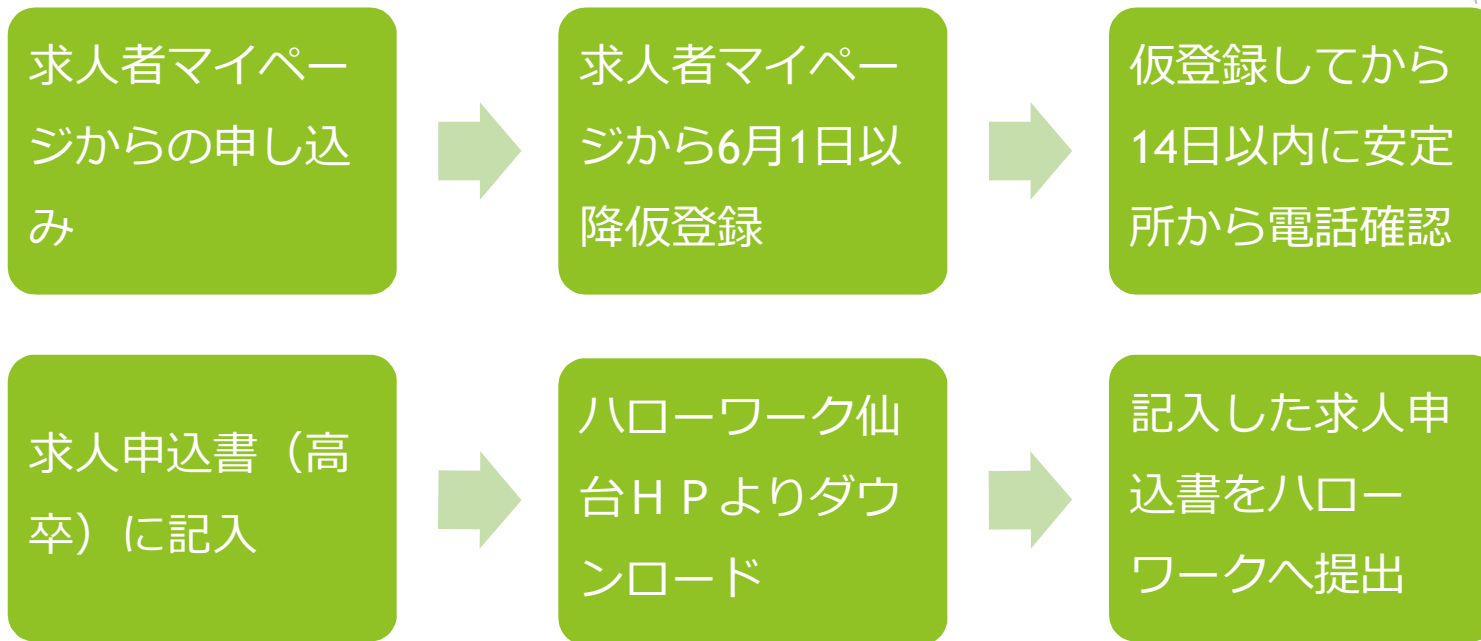 求人者マイペー
ジからの申し込
み
求人者マイペー
ジから6月1日以
降仮登録
仮登録してから
14日以内に安定
所から電話確認
求人申込書（高
卒）に記入
ハローワーク仙
台ＨＰよりダウ
ンロード
記入した求人申
込書をハロー
ワークへ提出